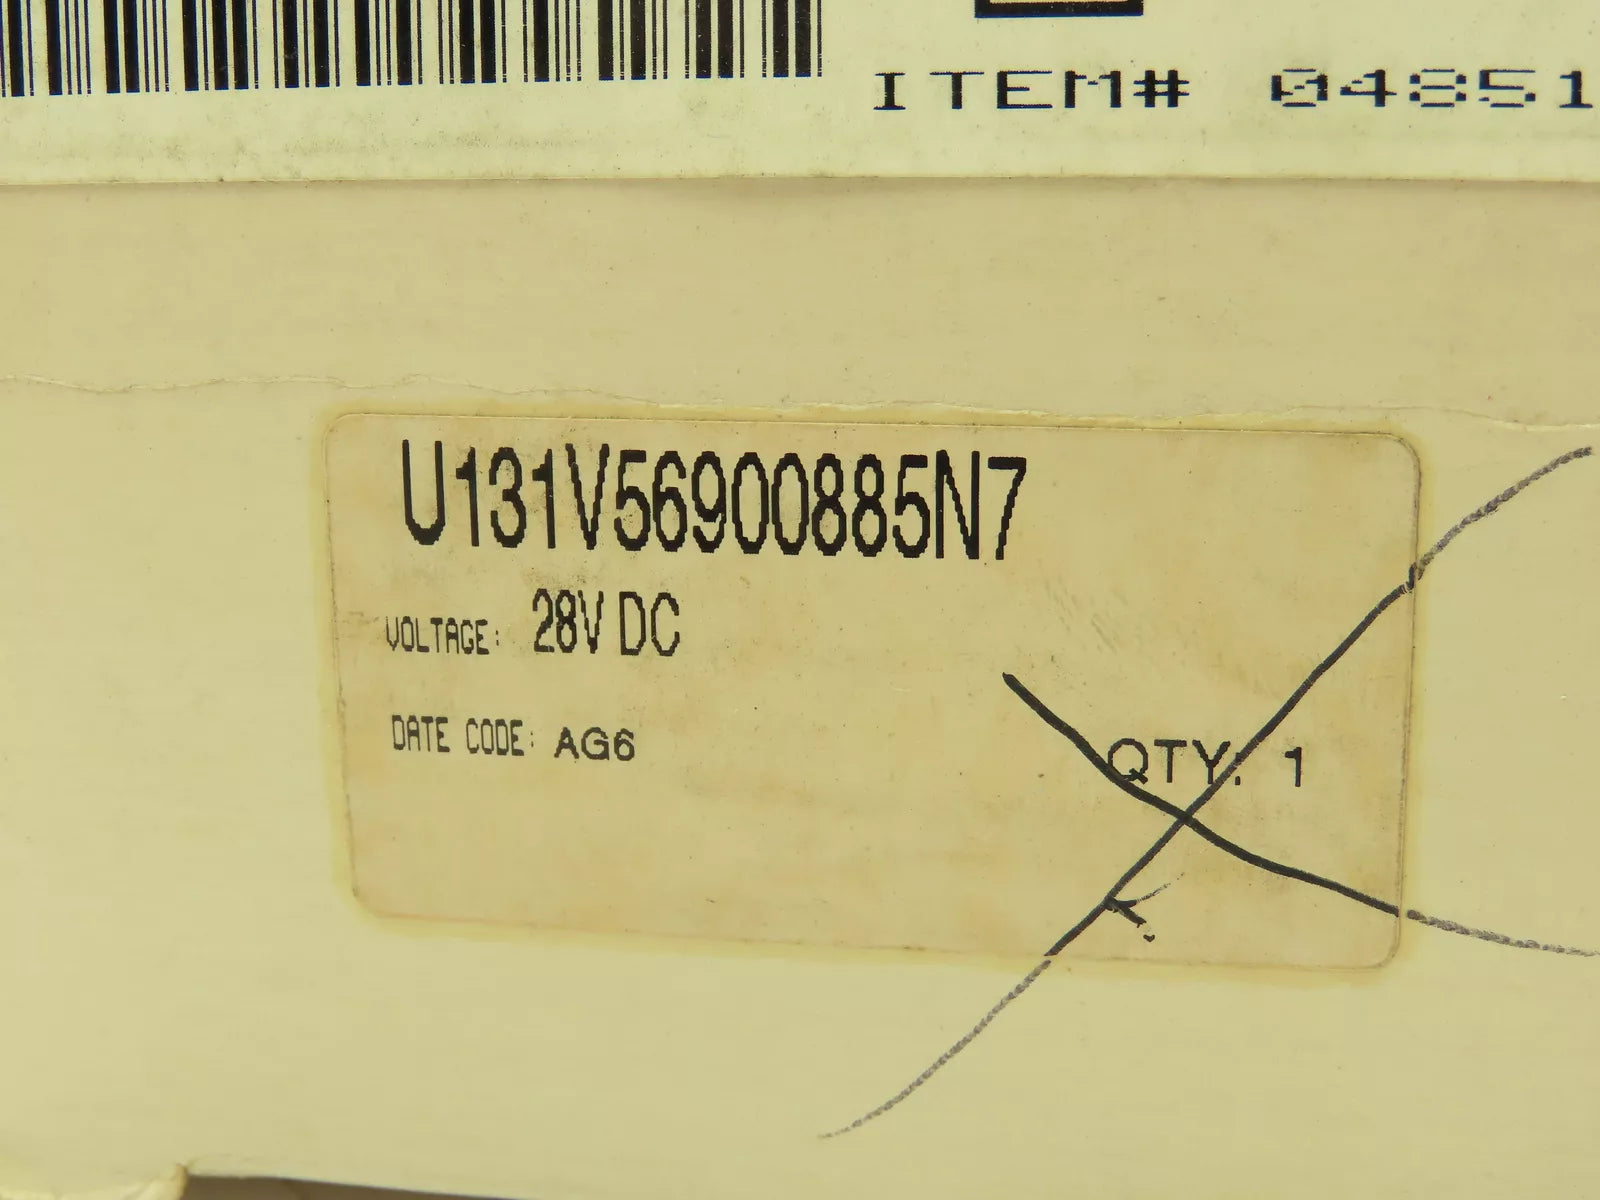 ITEM# 04851
U131V56900885N7
VOLTAGE: 28V DC
DATE CODE: AG6
QTY: 1